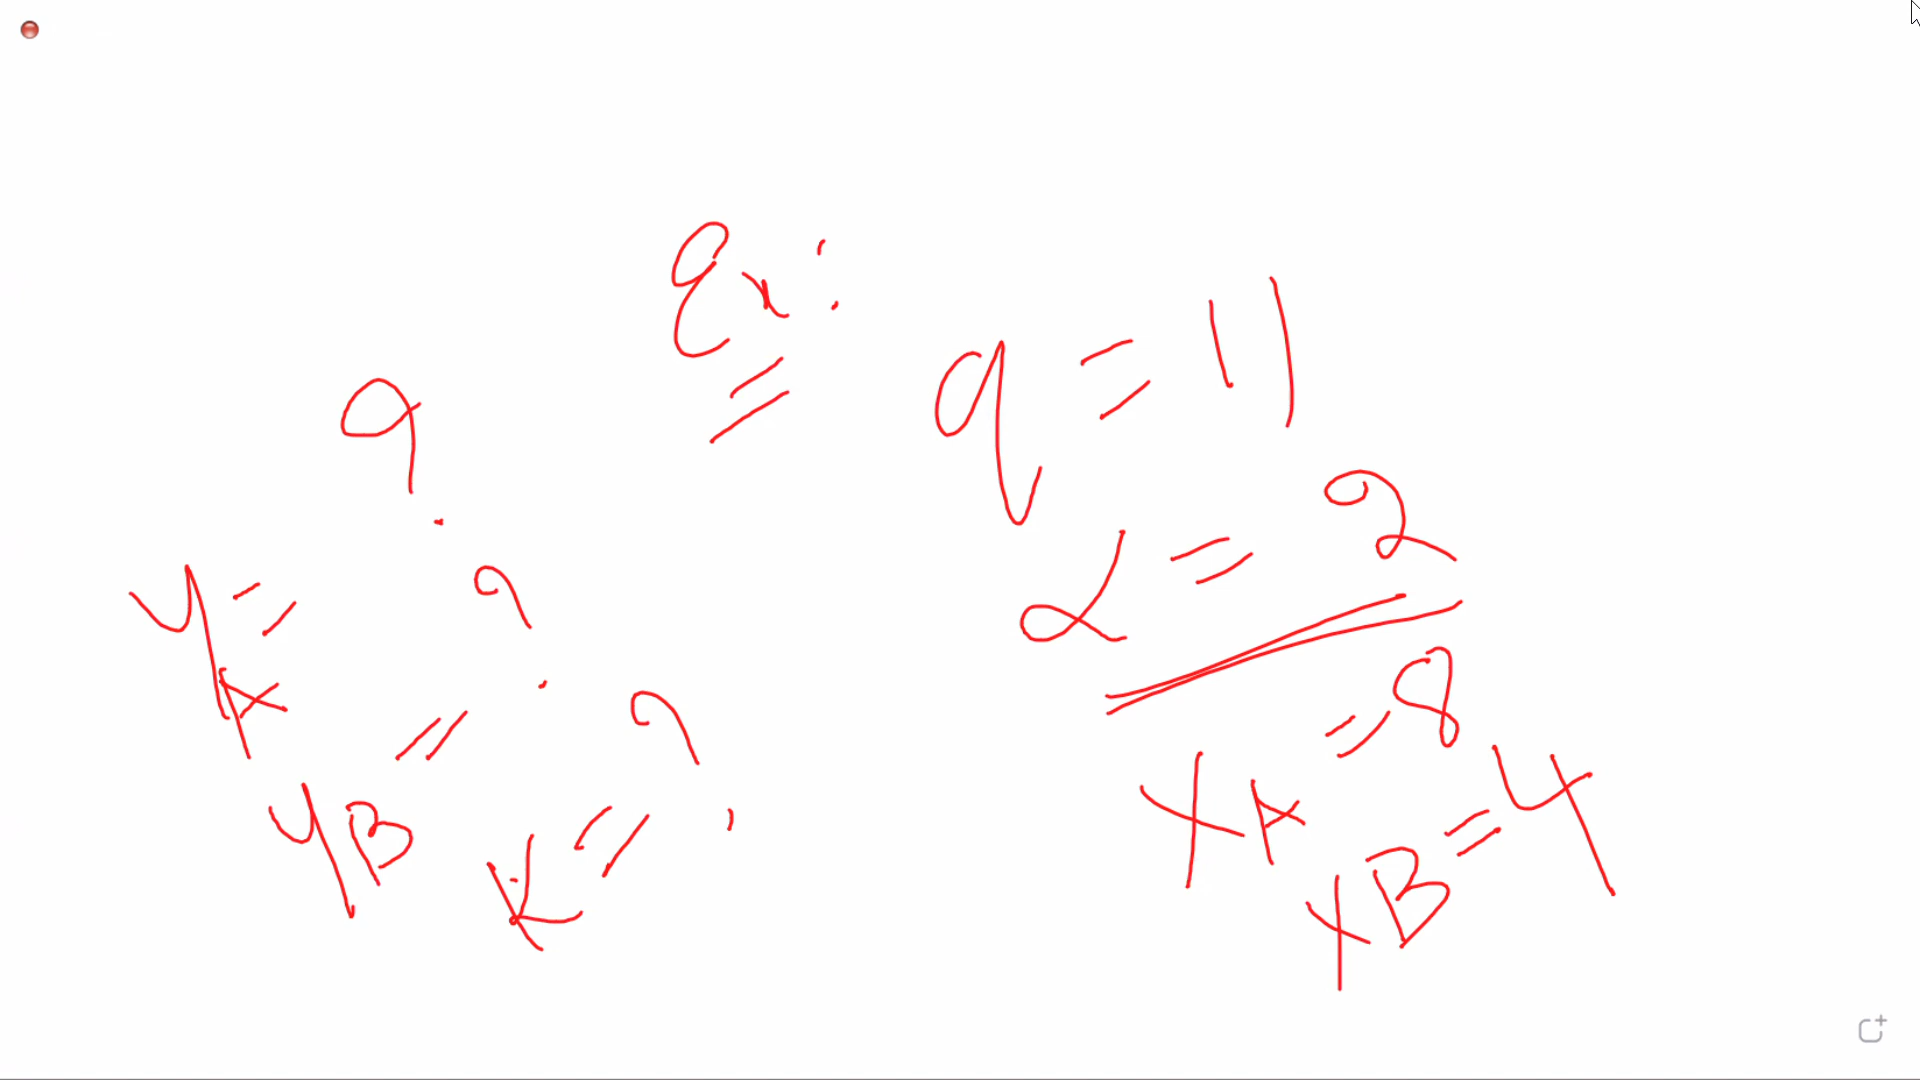 Ex:
q = 11
α = 2
XA = 8
XB = 4
YA = ?
YB = ?
K = ?